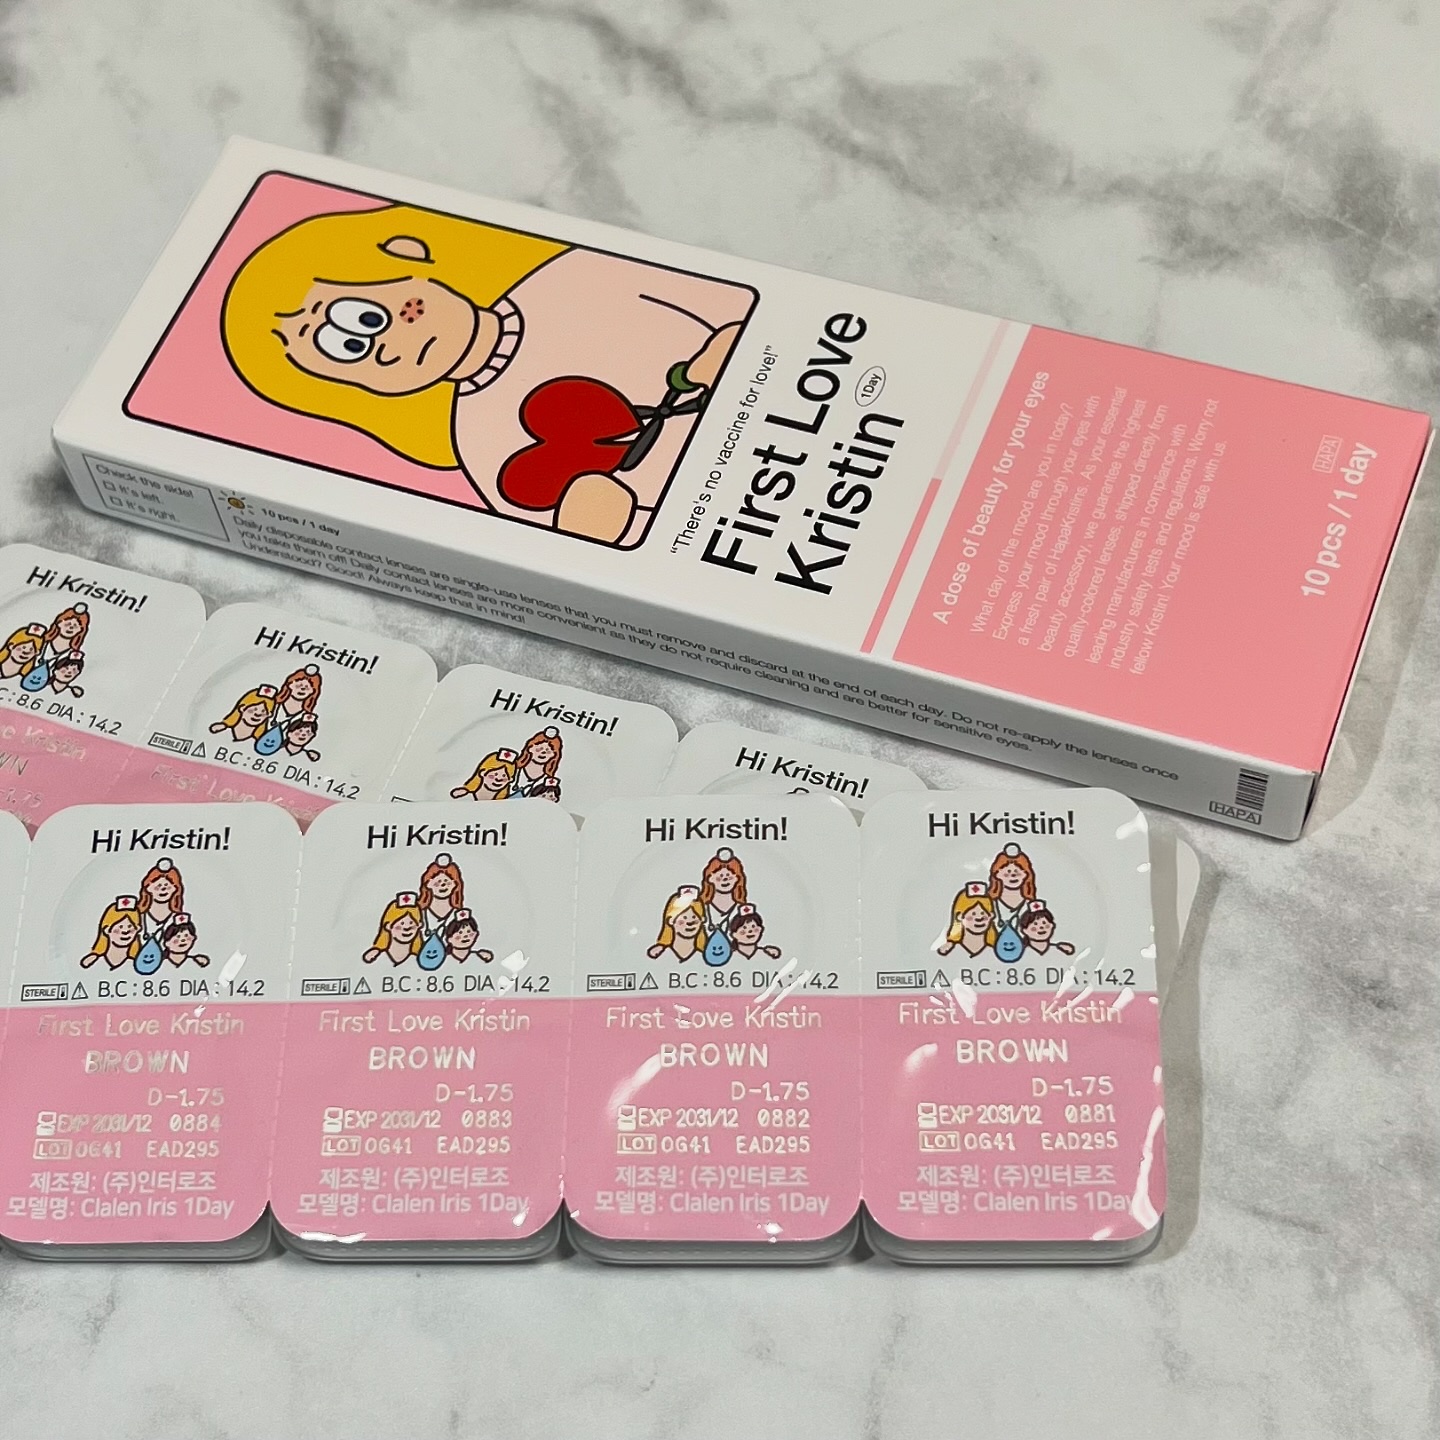 "There's no vaccine for love!"
First Love
Kristin
1Day
A dose of beauty for your eyes
What day of the mood are you in today?
Express your mood through your eyes with
a fresh pair of HapaKristins. As your essential
beauty accessory, we guarantee the highest
quality-colored lenses, shipped directly from
leading manufacturers in compliance with
industry safety tests and regulations. Worry not
fellow Kristin! Your mood is safe with us.
HAPA
10 pcs / 1 day
Check the side!
It's left.
It's right.
10 pcs / 1 day
Daily disposable contact lenses are single-use lenses that you must remove and discard at the end of each day. Do not re-apply the lenses once
you take them off! Daily contact lenses are more convenient as they do not require cleaning and are better for sensitive eyes.
Understood? Good! Always keep that in mind!
HAPA
Hi Kristin!
8.6 DIA : 14.2
Kristin
Hi Kristin!
STERILE B.C : 8.6 DIA : 14.2
First Love Kristin
Hi Kristin!
Hi Kristin!
Hi Kristin!
STERILE B.C : 8.6 DIA : 14.2
First Love Kristin
BROWN
D-1.75
EXP 2031/12 0884
LOT OG41 EAD295
제조원: (주)인터로조
모델명: Clalen Iris 1Day
Hi Kristin!
STERILE B.C : 8.6 DIA : 14.2
First Love Kristin
BROWN
D-1.75
EXP 2031/12 0883
LOT OG41 EAD295
제조원: (주)인터로조
모델명: Clalen Iris 1Day
Hi Kristin!
STERILE B.C : 8.6 DIA : 14.2
First Love Kristin
BROWN
D-1.75
EXP 2031/12 0882
LOT OG41 EAD295
제조원: (주)인터로조
모델명: Clalen Iris 1Day
Hi Kristin!
STERILE B.C : 8.6 DIA : 14.2
First Love Kristin
BROWN
D-1.75
EXP 2031/12 0881
LOT OG41 EAD295
제조원: (주)인터로조
모델명: Clalen Iris 1Day